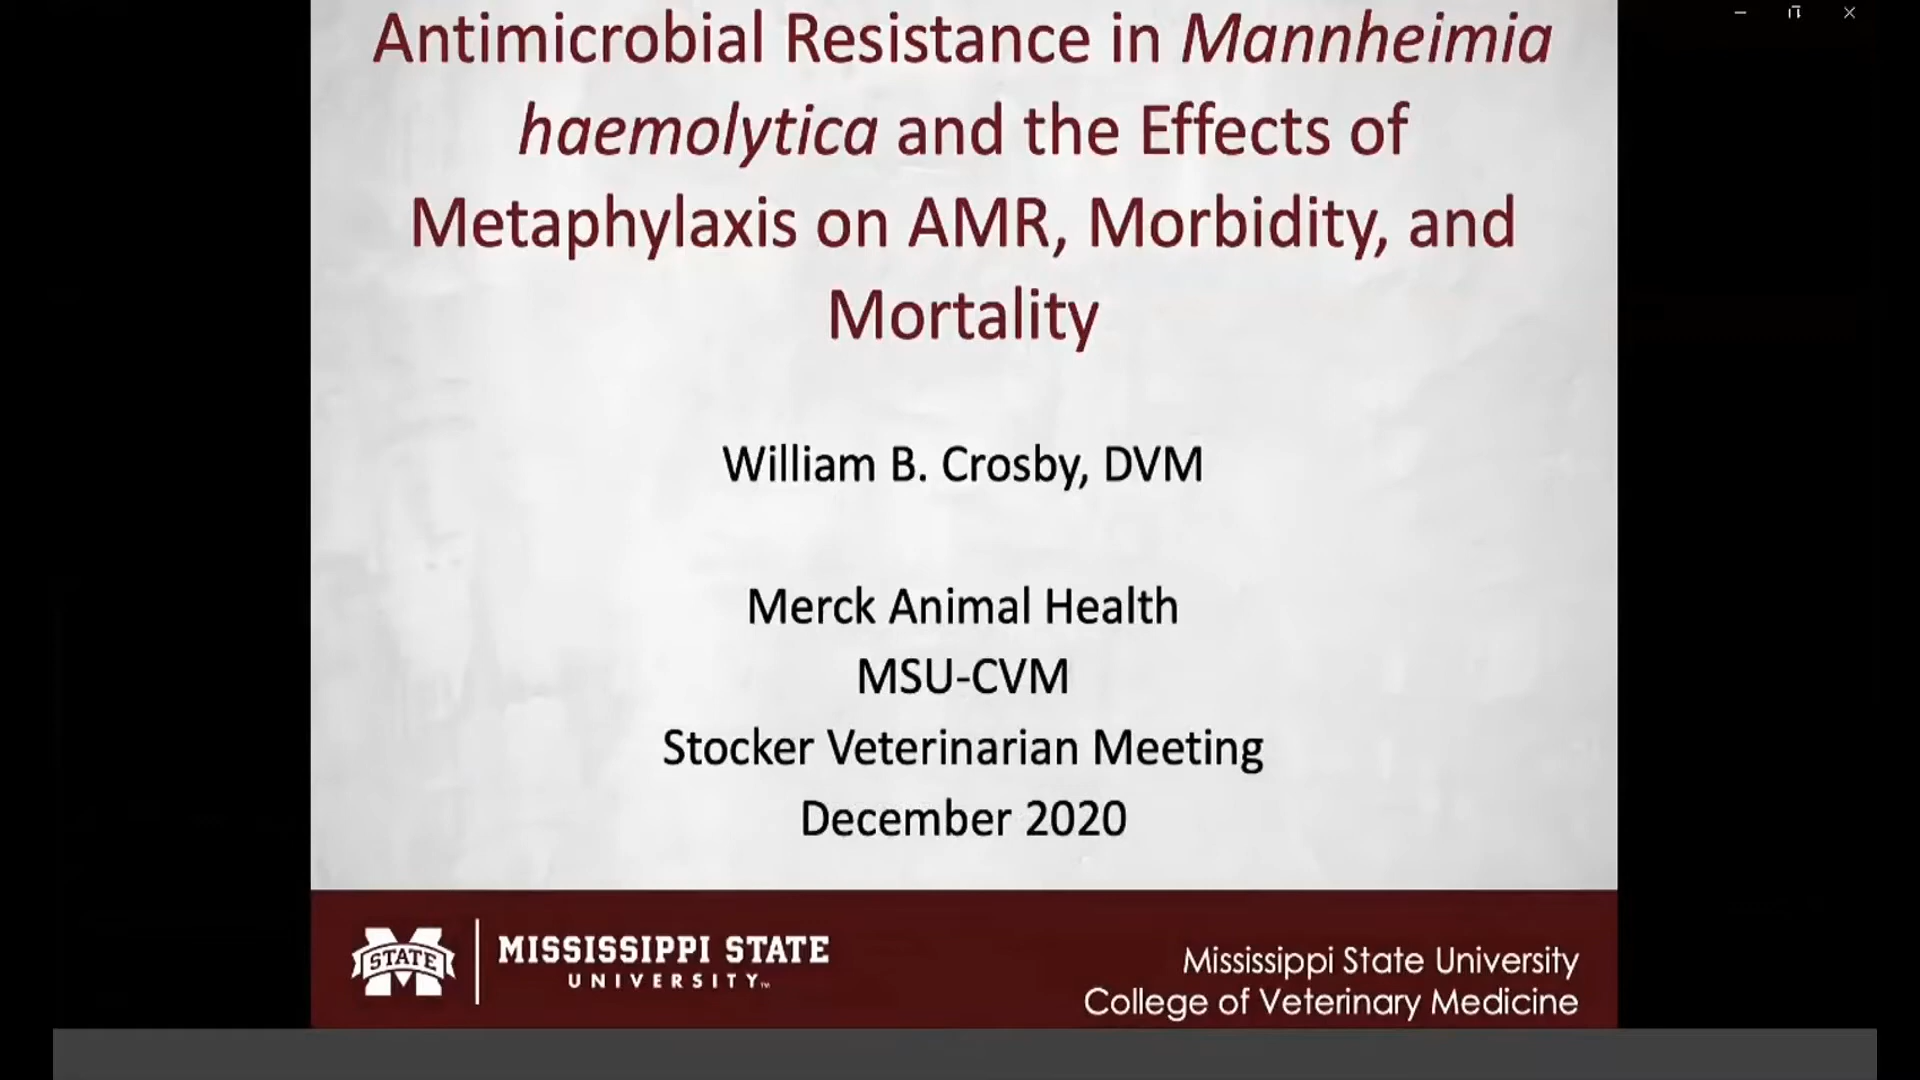 Antimicrobial Resistance in Mannheimia
haemolytica and the Effects of
Metaphylaxis on AMR, Morbidity, and
Mortality
William B. Crosby, DVM
Merck Animal Health
MSU-CVM
Stocker Veterinarian Meeting
December 2020
STATE
MISSISSIPPI STATE
UNIVERSITY™
Mississippi State University
College of Veterinary Medicine